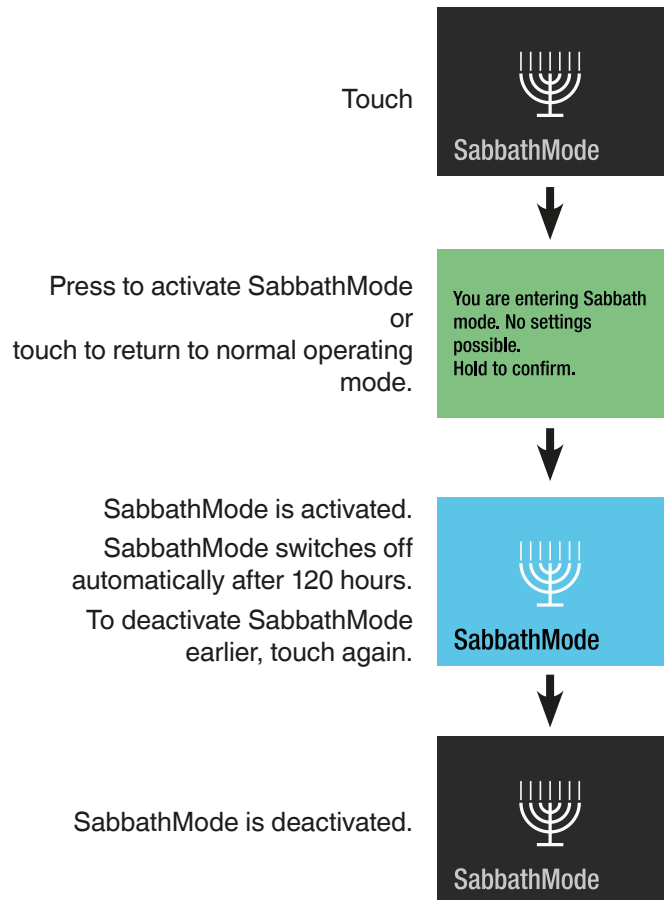 Touch
SabbathMode
Press to activate SabbathMode
or
touch to return to normal operating
mode.
You are entering Sabbath
mode. No settings
possible.
Hold to confirm.
SabbathMode is activated.
SabbathMode switches off
automatically after 120 hours.
To deactivate SabbathMode
earlier, touch again.
SabbathMode
SabbathMode is deactivated.
SabbathMode